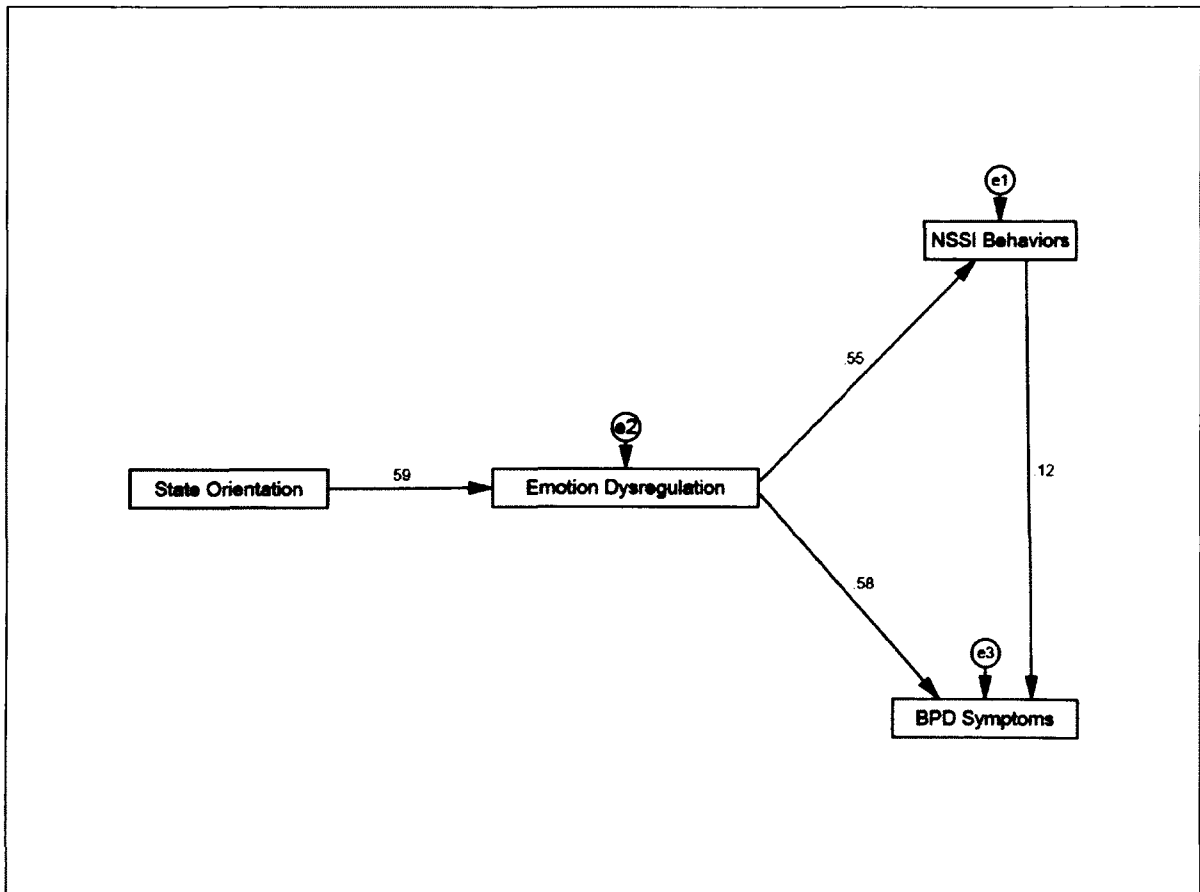 e1
NSSI Behaviors
.55
e2
State Orientation
.59
Emotion Dysregulation
.12
.58
e3
BPD Symptoms